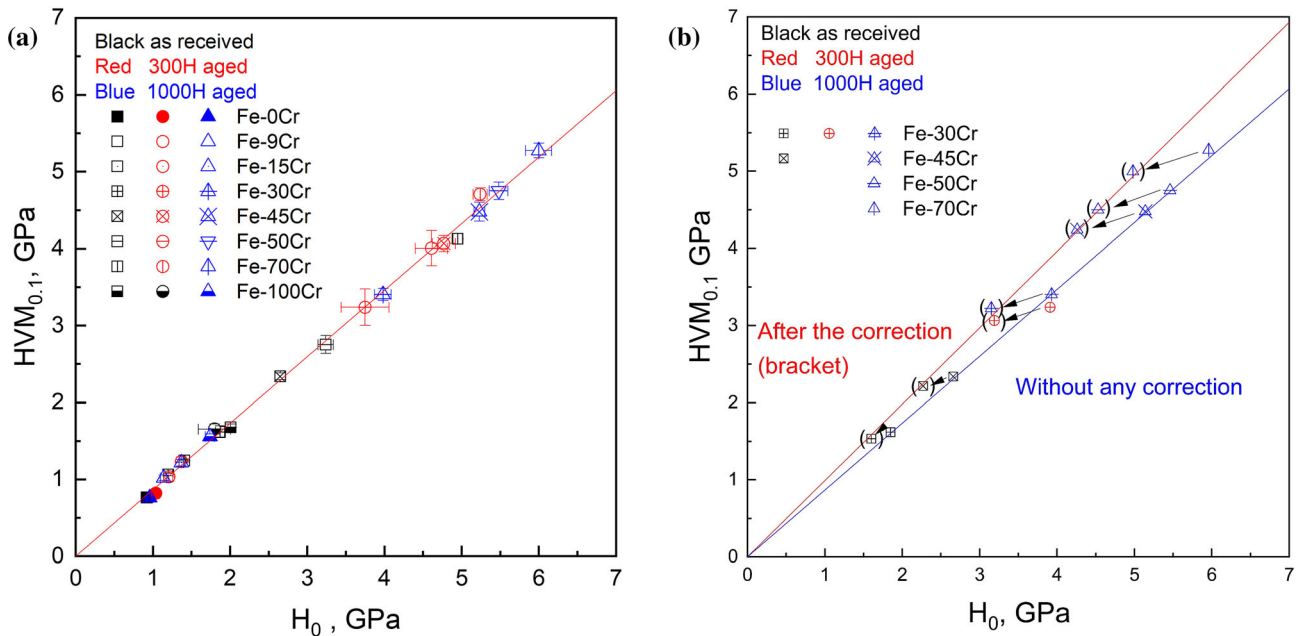 (a)
7
6
5
4
3
2
1
0
HVM0.1, GPa
Black as received
Red 300H aged
Blue 1000H aged
Fe-0Cr
Fe-9Cr
Fe-15Cr
Fe-30Cr
Fe-45Cr
Fe-50Cr
Fe-70Cr
Fe-100Cr
1 2 3 4 5 6 7
H0 , GPa
(b)
7
6
5
4
3
2
1
0
HVM0.1 GPa
Black as received
Red 300H aged
Blue 1000H aged
Fe-30Cr
Fe-45Cr
Fe-50Cr
Fe-70Cr
After the correction
(bracket)
Without any correction
0 1 2 3 4 5 6 7
H0, GPa